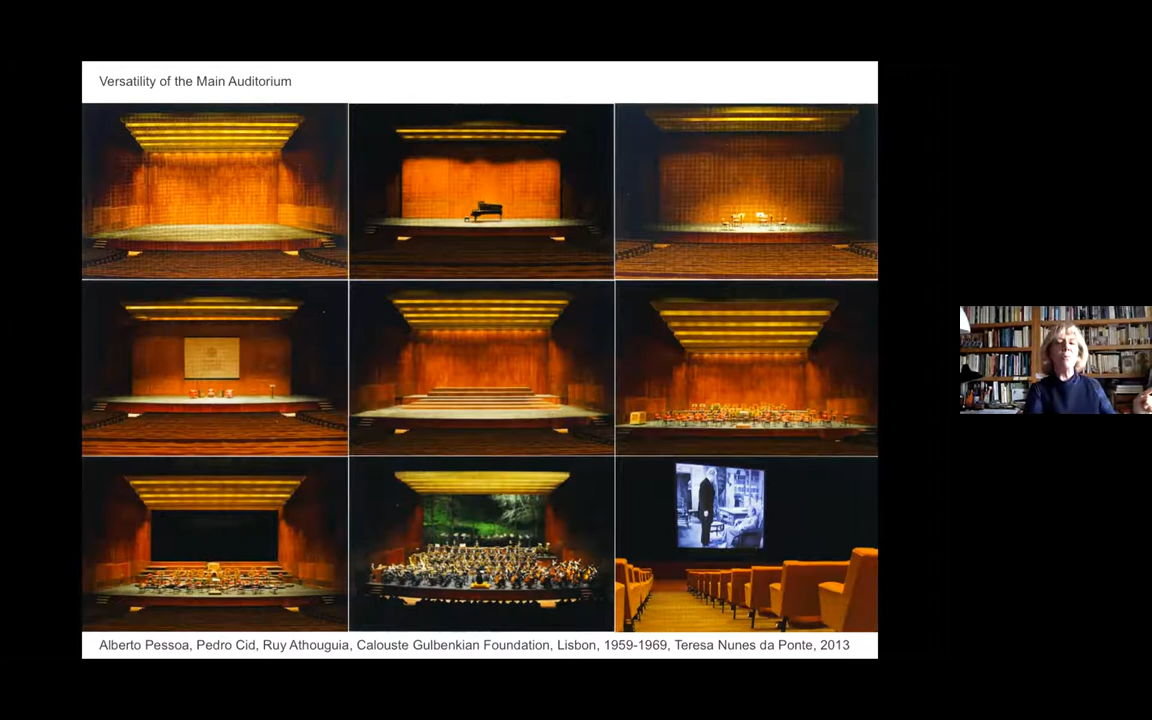 Versatility of the Main Auditorium
Alberto Pessoa, Pedro Cid, Ruy Athouguia, Calouste Gulbenkian Foundation, Lisbon, 1959-1969, Teresa Nunes da Ponte, 2013